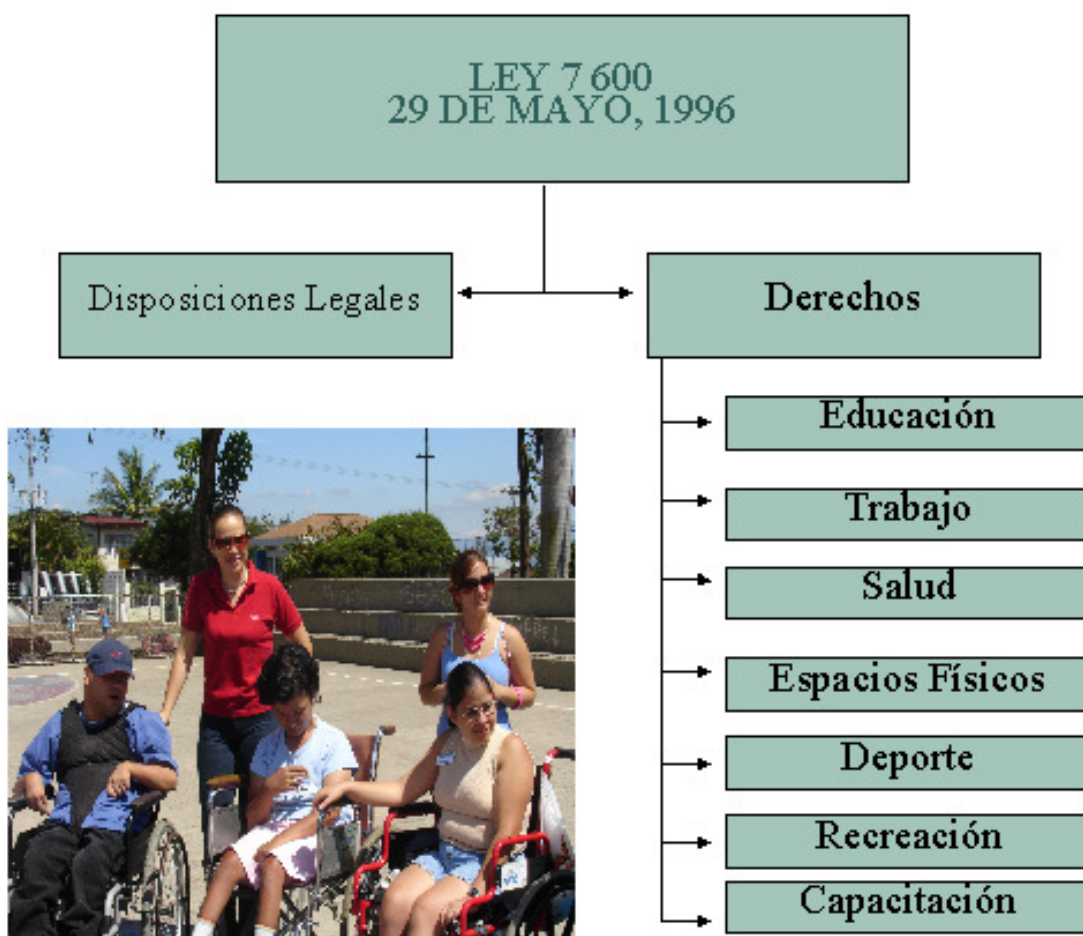 LEY 7 600
29 DE MAYO, 1996
Disposiciones Legales
Derechos
Educación
Trabajo
Salud
Espacios Físicos
Deporte
Recreación
Capacitación